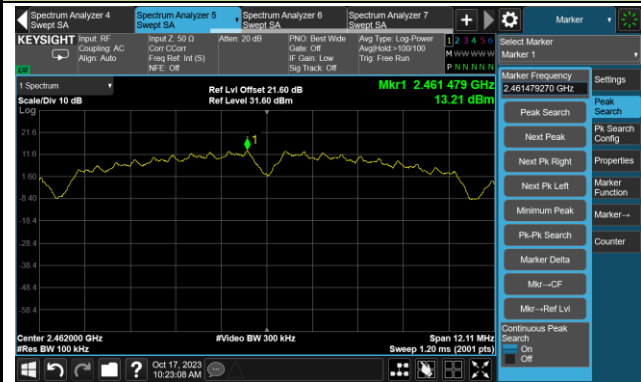 Spectrum Analyzer 4
Swept SA
Spectrum Analyzer 5
Swept SA
Spectrum Analyzer 6
Swept SA
Spectrum Analyzer 7
Swept SA
+
Marker
KEYSIGHT
Input: RF
Coupling: AC
Align: Auto
Input Z: 50 Ω
Corr CCorr
Freq Ref: Int (S)
NFE: Off
Atten: 20 dB
PNO: Best Wide
Gate: Off
IF Gain: Low
Sig Track: Off
Avg Type: Log-Power
Avg|Hold:>100/100
Trig: Free Run
1 2 3 4 5 6
M W W W W W
P N N N N N
Select Marker
Marker 1
1 Spectrum
Scale/Div 10 dB
Log
Ref Lvl Offset 21.60 dB
Ref Level 31.60 dBm
Mkr1 2.461 479 GHz
13.21 dBm
21.6
11.6
1.60
-8.40
-18.4
-28.4
-38.4
-48.4
-58.4
1
Center 2.462000 GHz
#Res BW 100 kHz
#Video BW 300 kHz
Span 12.11 MHz
Sweep 1.20 ms (2001 pts)
Marker Frequency
2.461479270 GHz
Peak Search
Next Peak
Next Pk Right
Next Pk Left
Minimum Peak
Pk-Pk Search
Marker Delta
Mkr→CF
Mkr→Ref Lvl
Continuous Peak
Search
On
Off
Settings
Peak
Search
Pk Search
Config
Properties
Marker
Function
Marker→
Counter
?
Oct 17, 2023
10:23:08 AM